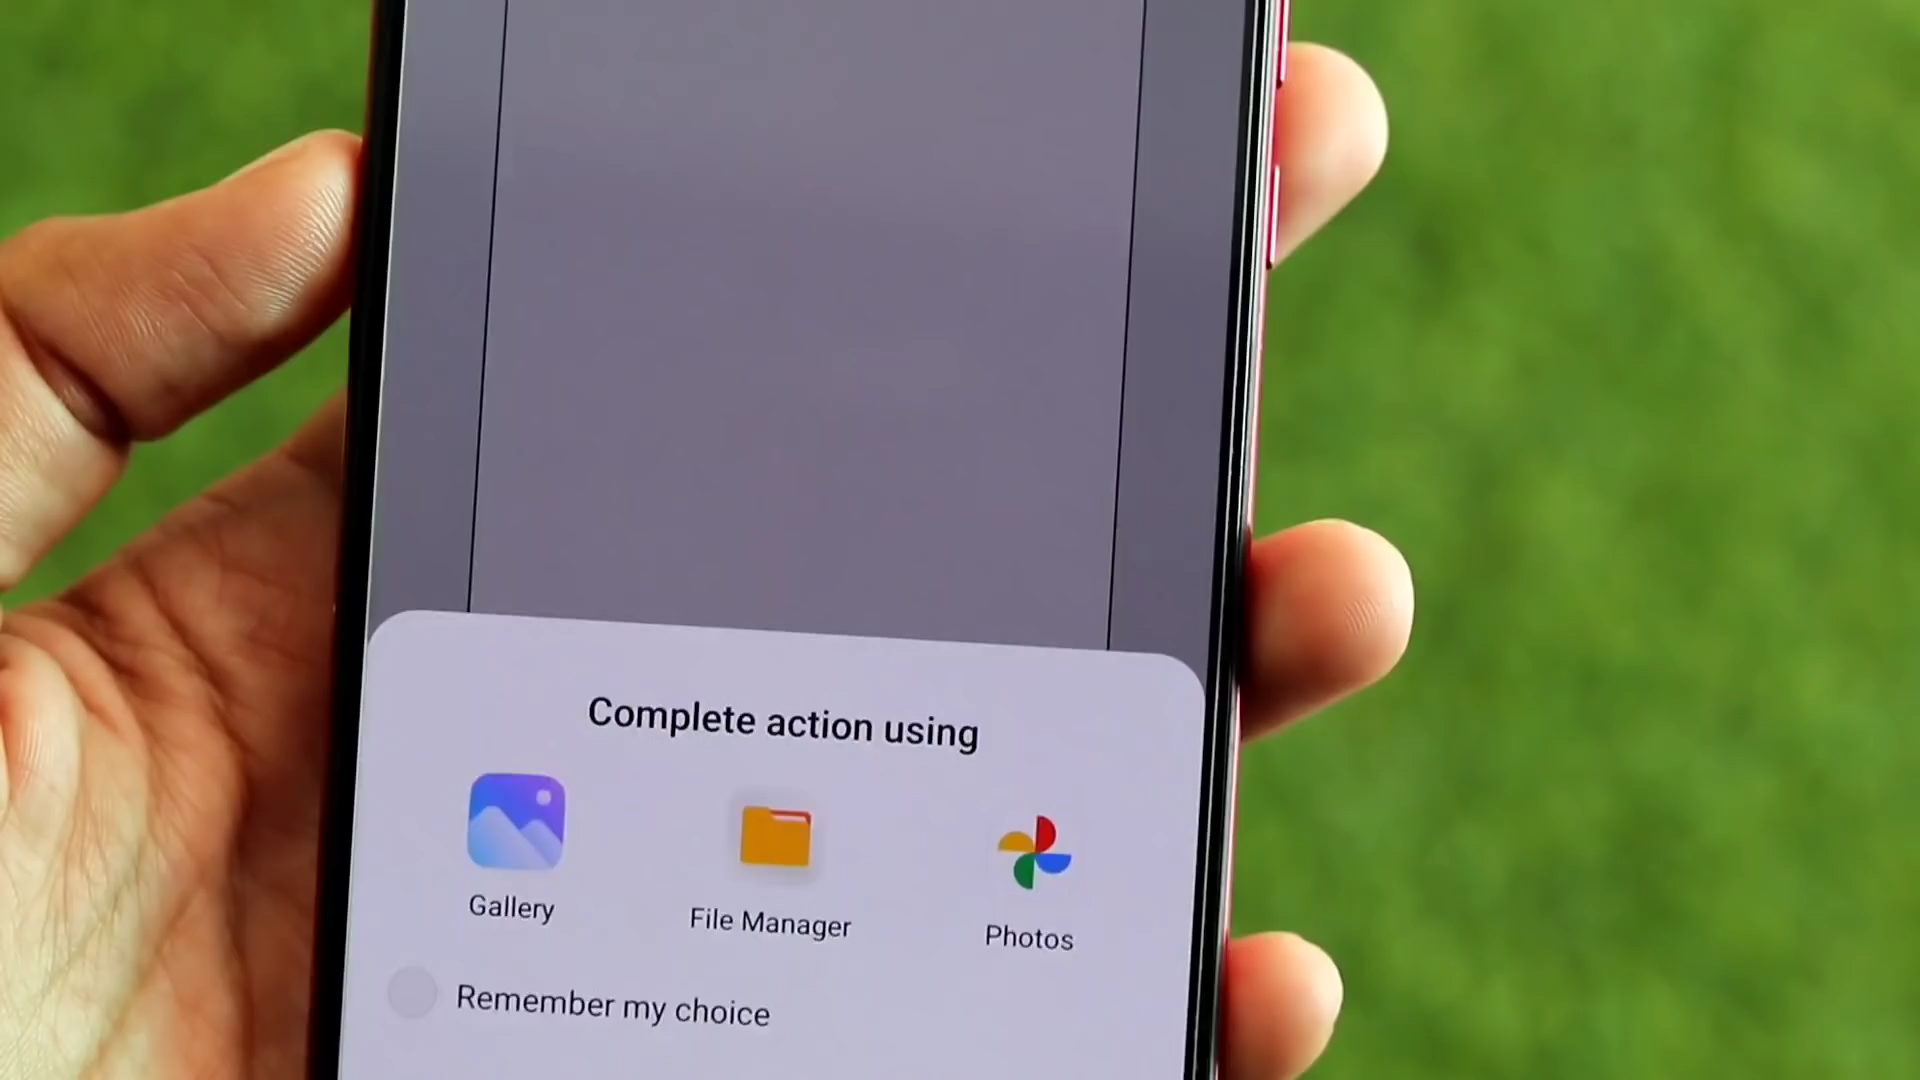 Complete action using
Gallery
File Manager
Photos
Remember my choice